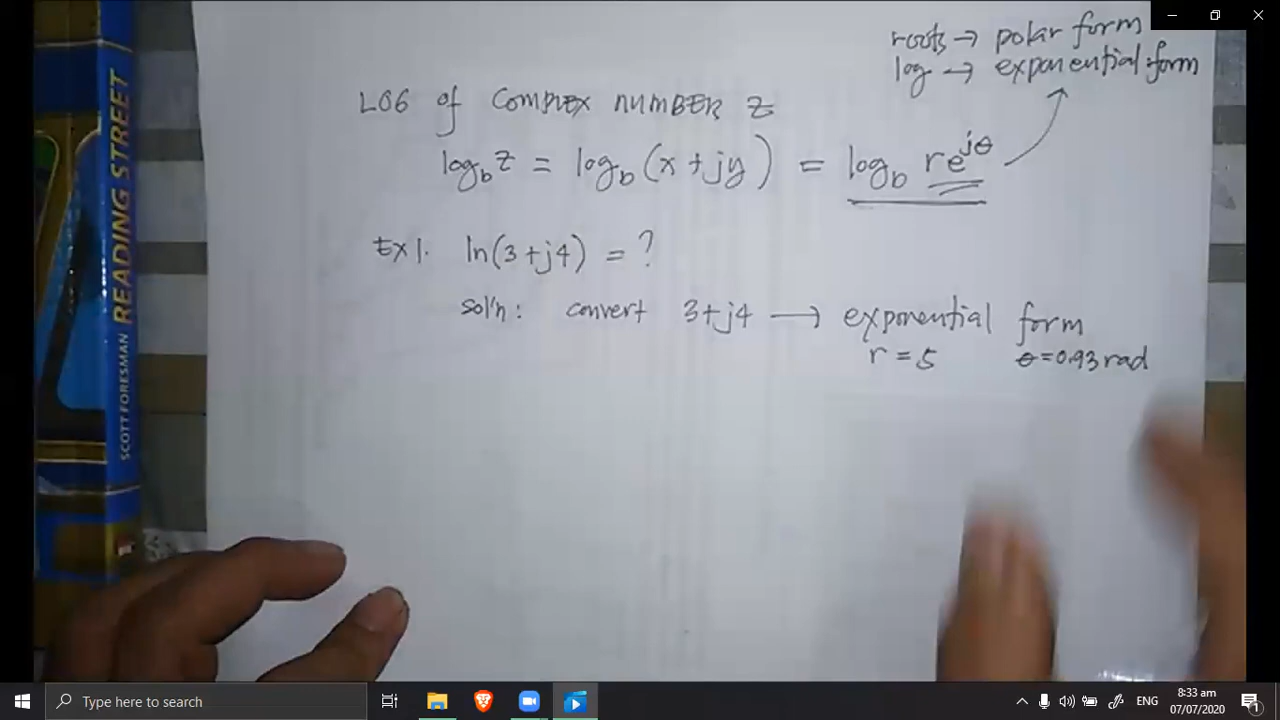 roots → polar form
log → exponential form
LOG of COMPLEX NUMBER z
log_b z = log_b (x + jy) = log_b re^jθ
Ex 1. ln(3+j4) = ?
sol'n: convert 3+j4 → exponential form
r = 5 θ=0.93 rad
READING STREET
SCOTT FORESMAN
Type here to search
ENG
8:33 am
07/07/2020
1